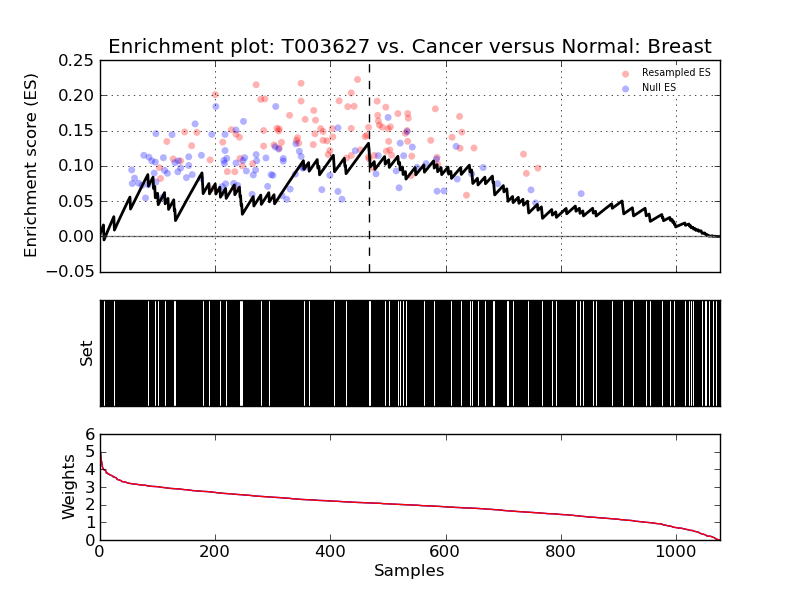 Enrichment plot: T003627 vs. Cancer versus Normal: Breast
Enrichment score (ES)
0.25
0.20
0.15
0.10
0.05
0.00
−0.05
Resampled ES
Null ES
Set
Weights
6
5
4
3
2
1
0
0 200 400 600 800 1000
Samples